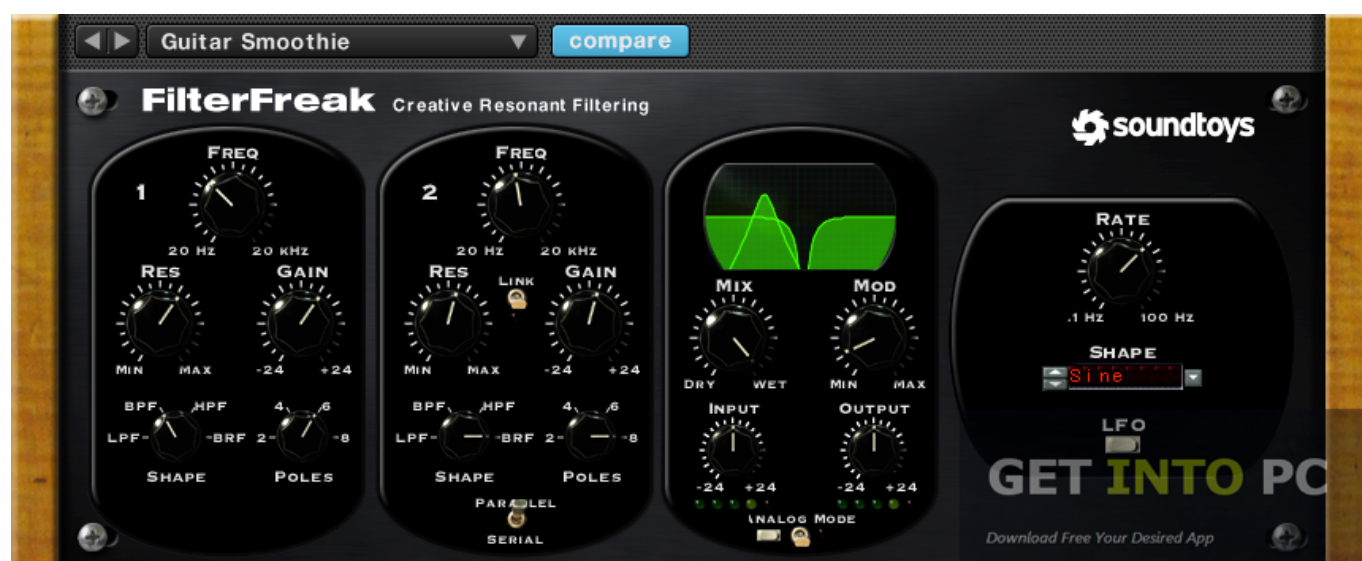 Guitar Smoothie
compare
FilterFreak Creative Resonant Filtering
soundtoys
1
FREQ
20 HZ 20 KHZ
RES GAIN
MIN MAX -24 +24
BPF HPF 4 6
LPF BRF 2 8
SHAPE POLES
2
FREQ
20 HZ 20 KHZ
RES LINK GAIN
MIN MAX -24 +24
BPF HPF 4 6
LPF BRF 2 8
SHAPE POLES
PARALLEL
SERIAL
MIX MOD
DRY WET MIN MAX
INPUT OUTPUT
-24 +24 -24 +24
ANALOG MODE
RATE
.1 HZ 100 HZ
SHAPE
Sine
LFO
GET INTO PC
Download Free Your Desired App